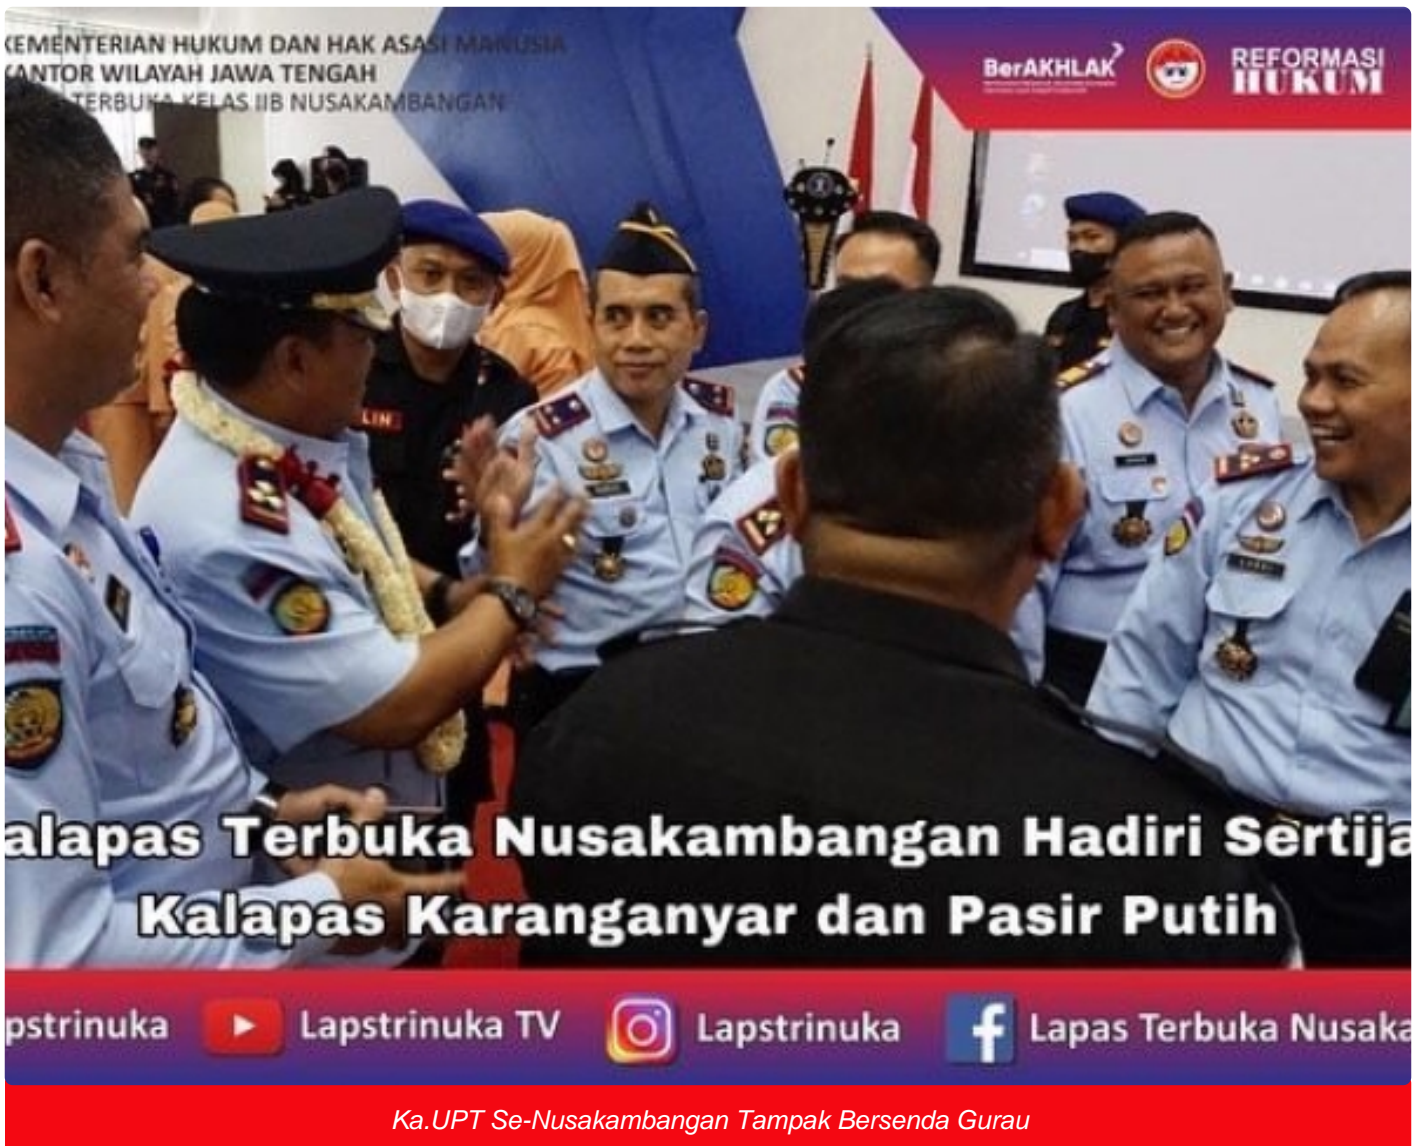 KEMENTERIAN HUKUM DAN HAK ASASI MANUSIA
KANTOR WILAYAH JAWA TENGAH
TERBUKA KELAS IIB NUSAKAMBANGAN
BerAKHLAK
REFORMASI
HUKUM
LIN
alapas Terbuka Nusakambangan Hadiri Sertija
Kalapas Karanganyar dan Pasir Putih
pstrinuka
Lapstrinuka TV
Lapstrinuka
Lapas Terbuka Nusaka
Ka.UPT Se-Nusakambangan Tampak Bersenda Gurau